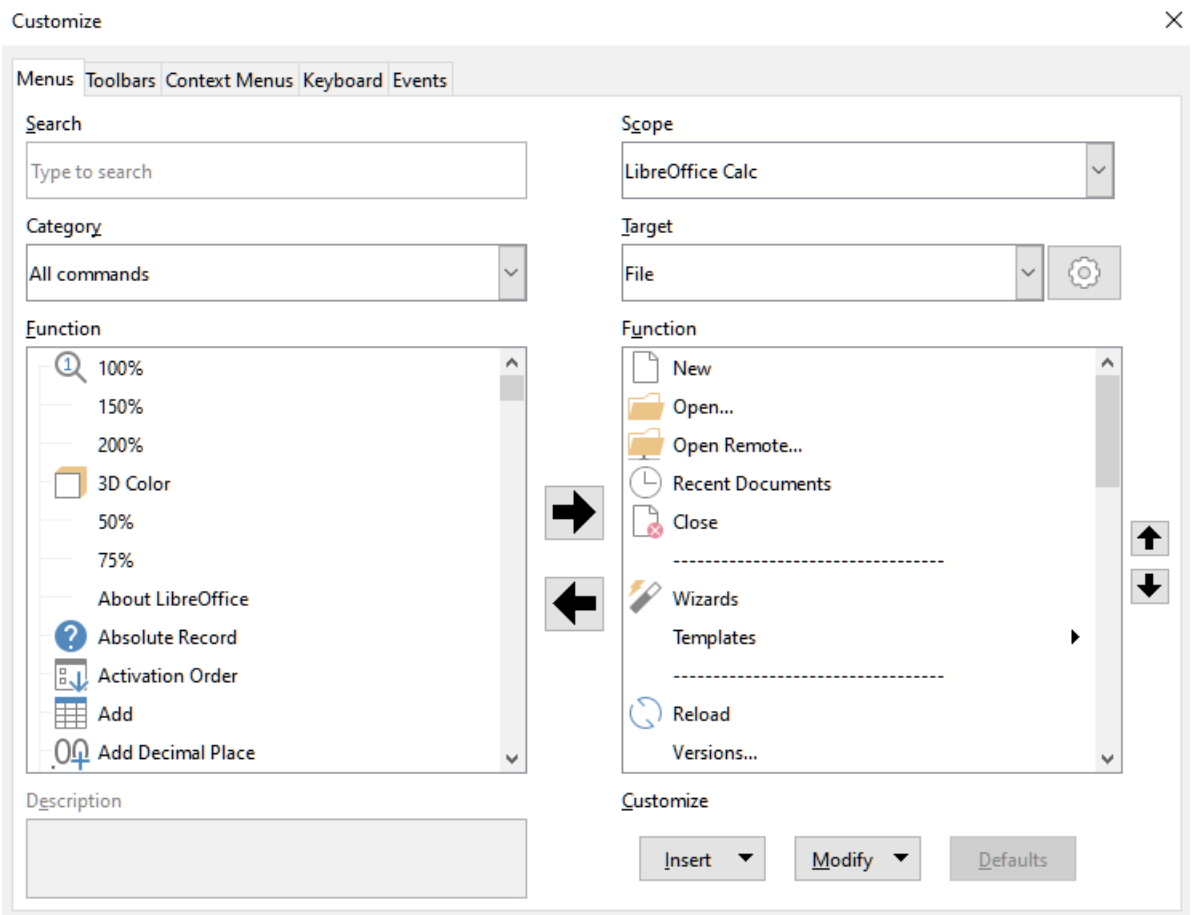 Customize
Menus Toolbars Context Menus Keyboard Events
Search
Type to search
Category
All commands
Function
1 100%
150%
200%
3D Color
50%
75%
About LibreOffice
? Absolute Record
Activation Order
Add
.00 Add Decimal Place
Description
Scope
LibreOffice Calc
Target
File
Function
New
Open...
Open Remote...
Recent Documents
Close
----------------------------------
Wizards
Templates
----------------------------------
Reload
Versions...
Customize
Insert Modify Defaults